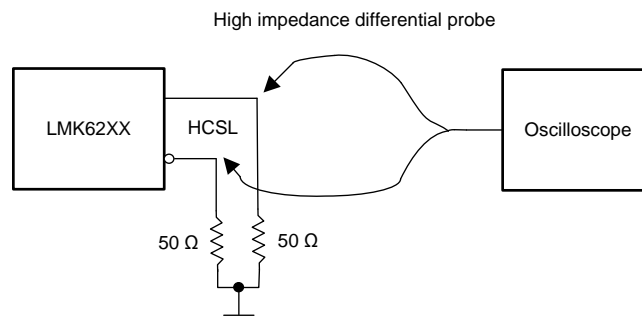 High impedance differential probe
LMK62XX
HCSL
Oscilloscope
50 Ω
50 Ω